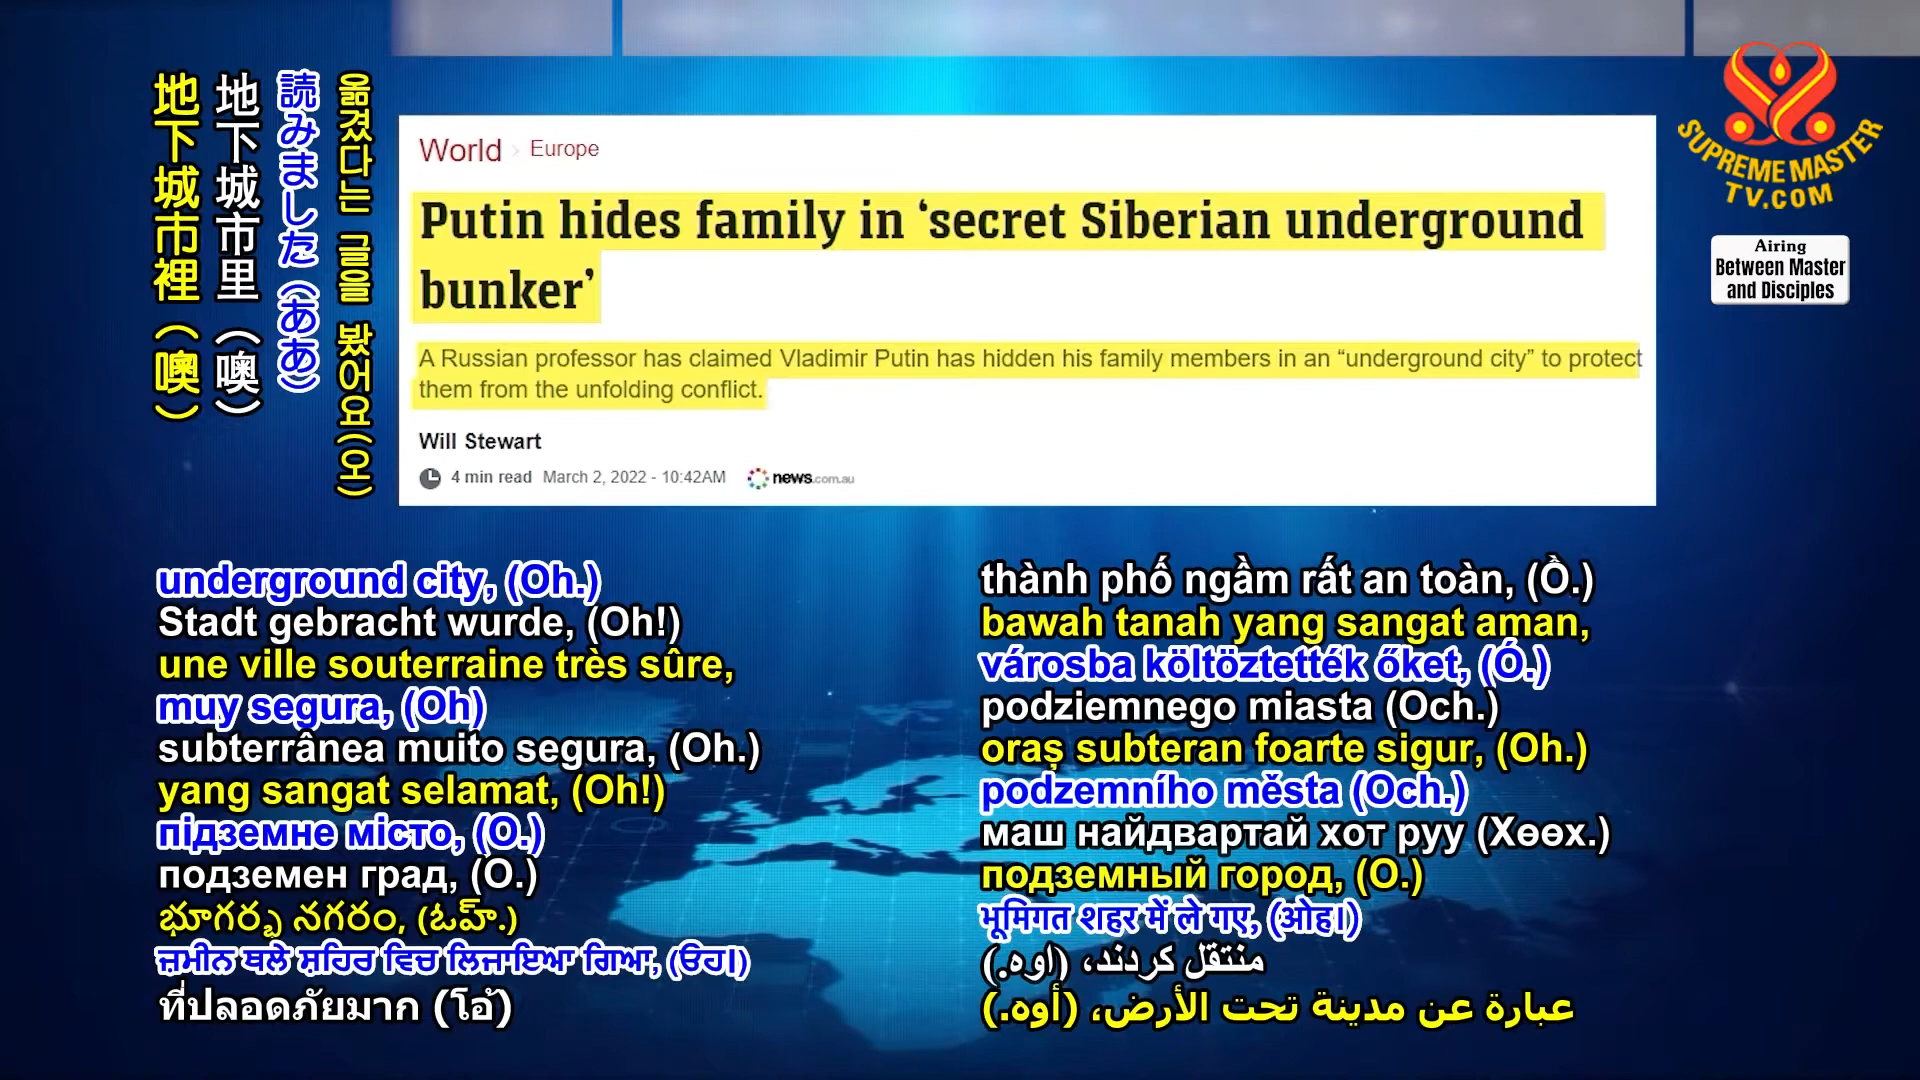 地下城市裡（噢）
地下城市里（噢）
読みました（ああ）
옮겼다는 글을 봤어요(오)
World › Europe
Putin hides family in ‘secret Siberian underground
bunker’
A Russian professor has claimed Vladimir Putin has hidden his family members in an “underground city” to protect
them from the unfolding conflict.
Will Stewart
4 min read March 2, 2022 - 10:42AM news.com.au
SUPREME MASTER
TV.COM
Airing
Between Master
and Disciples
underground city, (Oh.)
Stadt gebracht wurde, (Oh!)
une ville souterraine très sûre,
muy segura, (Oh)
subterrânea muito segura, (Oh.)
yang sangat selamat, (Oh!)
підземне місто, (О.)
подземен град, (О.)
భూగర్భ నగరం, (ఓహ్.)
ਜ਼ਮੀਨ ਥਲੇ ਸ਼ਹਿਰ ਵਿਚ ਲਿਜਾਇਆ ਗਿਆ, (ਓਹ।)
ที่ปลอดภัยมาก (โอ้)
thành phố ngầm rất an toàn, (Ồ.)
bawah tanah yang sangat aman,
városba költöztették őket, (Ó.)
podziemnego miasta (Och.)
oraș subteran foarte sigur, (Oh.)
podzemního města (Och.)
маш найдвартай хот руу (Хөөх.)
подземный город, (О.)
भूमिगत शहर में ले गए, (ओह।)
منتقل کردند، (اوه.)
عبارة عن مدينة تحت الأرض، (أوه.)